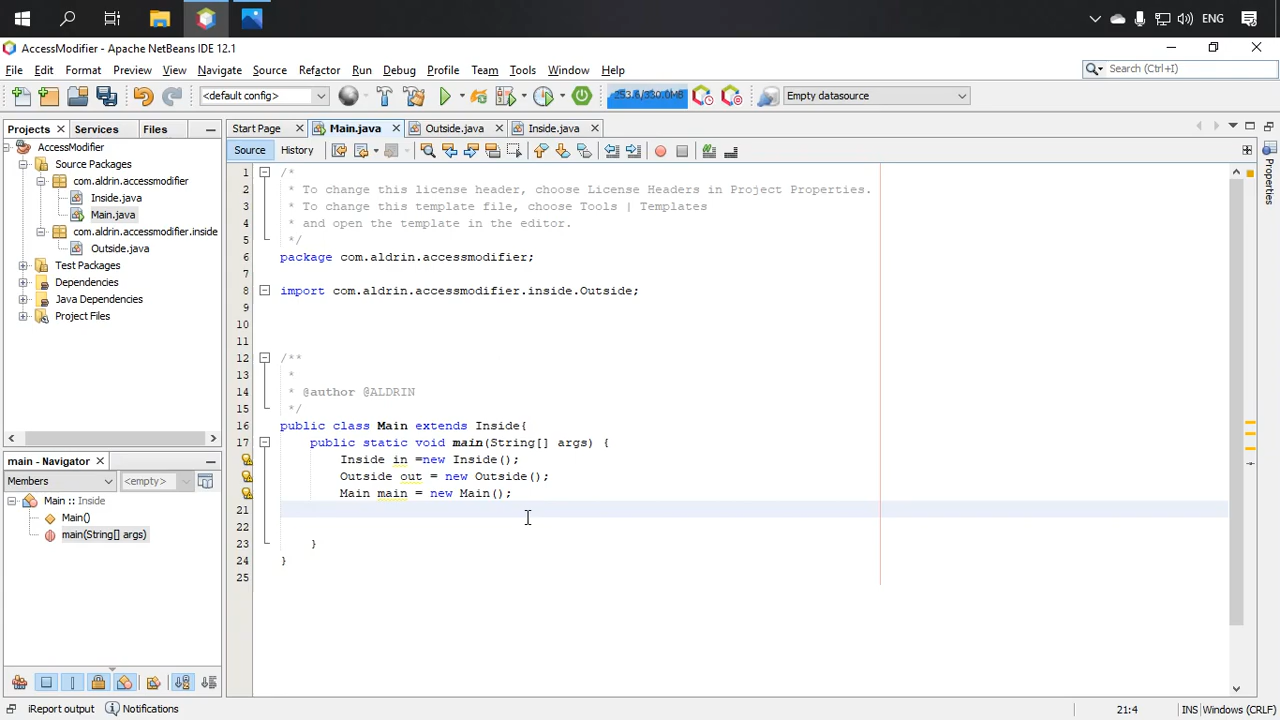 ENG
AccessModifier - Apache NetBeans IDE 12.1
File Edit Format Preview View Navigate Source Refactor Run Debug Profile Team Tools Window Help
Search (Ctrl+I)
<default config>
253.6/330.0MB
Empty datasource
Projects Services Files
Start Page Main.java Outside.java Inside.java
Source History
AccessModifier
Source Packages
com.aldrin.accessmodifier
Inside.java
Main.java
com.aldrin.accessmodifier.inside
Outside.java
Test Packages
Dependencies
Java Dependencies
Project Files
1 /*
2 * To change this license header, choose License Headers in Project Properties.
3 * To change this template file, choose Tools | Templates
4 * and open the template in the editor.
5 */
6 package com.aldrin.accessmodifier;
7
8 import com.aldrin.accessmodifier.inside.Outside;
9
10
11
12 /**
13 *
14 * @author @ALDRIN
15 */
16 public class Main extends Inside{
17 public static void main(String[] args) {
Inside in =new Inside();
Outside out = new Outside();
Main main = new Main();
21
22
23 }
24 }
25
main - Navigator
Members
<empty>
Main :: Inside
Main()
main(String[] args)
iReport output
Notifications
21:4
INS
Windows (CRLF)
Services